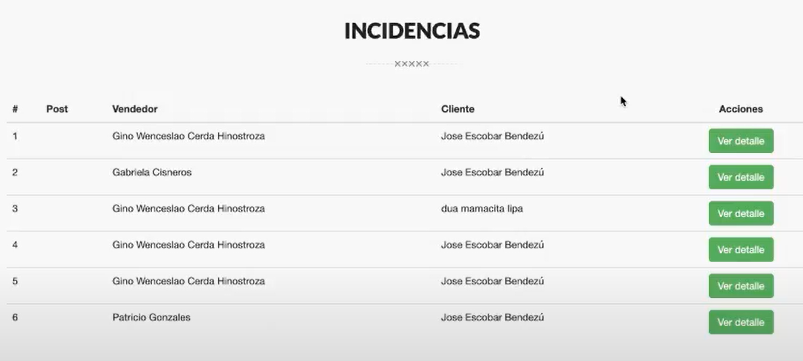 INCIDENCIAS
xxxxx
# Post Vendedor Cliente Acciones
1 Gino Wenceslao Cerda Hinostroza Jose Escobar Bendezú Ver detalle
2 Gabriela Cisneros Jose Escobar Bendezú Ver detalle
3 Gino Wenceslao Cerda Hinostroza dua mamacita lipa Ver detalle
4 Gino Wenceslao Cerda Hinostroza Jose Escobar Bendezú Ver detalle
5 Gino Wenceslao Cerda Hinostroza Jose Escobar Bendezú Ver detalle
6 Patricio Gonzales Jose Escobar Bendezú Ver detalle